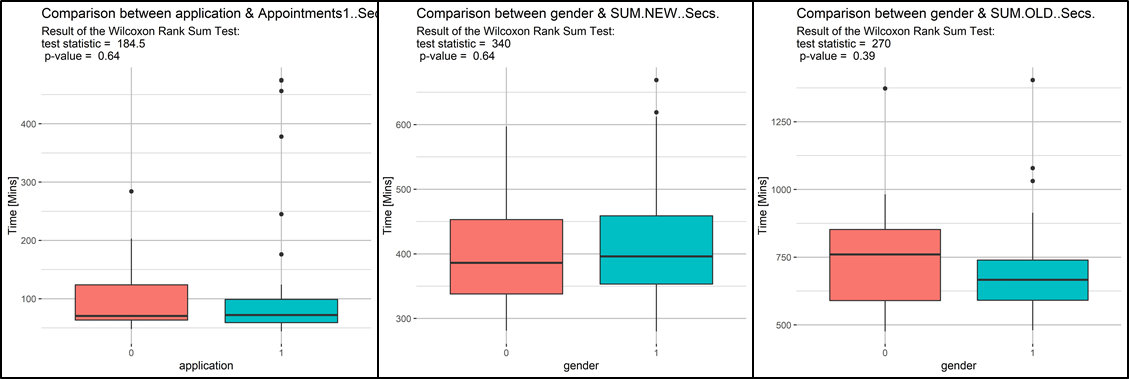 Comparison between application & Appointments1..Sec
Result of the Wilcoxon Rank Sum Test:
test statistic = 184.5
p-value = 0.64
Time [Mins]
400
300
200
100
0
1
application
Comparison between gender & SUM.NEW..Secs.
Result of the Wilcoxon Rank Sum Test:
test statistic = 340
p-value = 0.64
Time [Mins]
600
500
400
300
0
1
gender
Comparison between gender & SUM.OLD..Secs.
Result of the Wilcoxon Rank Sum Test:
test statistic = 270
p-value = 0.39
Time [Mins]
1250
1000
750
500
0
1
gender